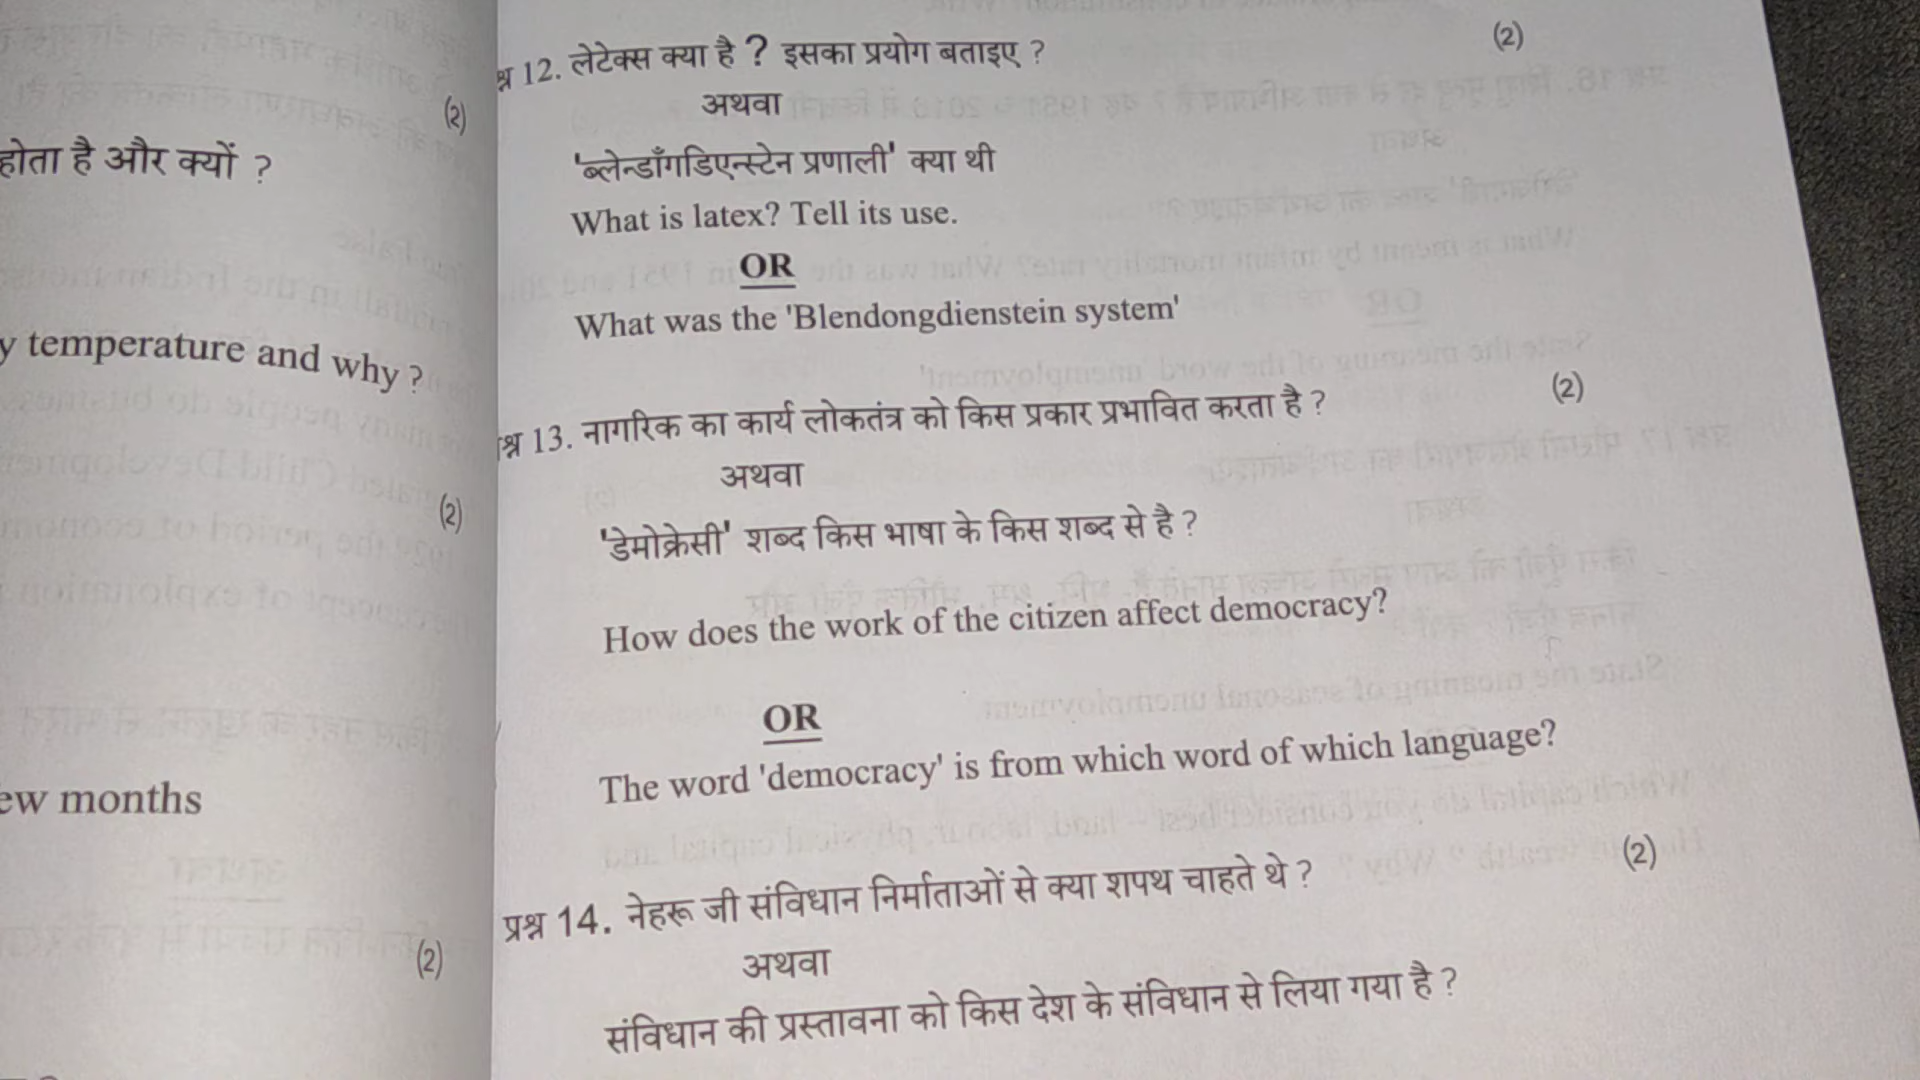 (2)
होता है और क्यों ?
y temperature and why ?
(2)
ew months
(2)
श्न 12. लेटेक्स क्या है ? इसका प्रयोग बताइए ? (2)
अथवा
'ब्लेन्डाँगडिएन्स्टेन प्रणाली' क्या थी
What is latex? Tell its use.
OR
What was the 'Blendongdienstein system'
श्न 13. नागरिक का कार्य लोकतंत्र को किस प्रकार प्रभावित करता है ? (2)
अथवा
'डेमोक्रेसी' शब्द किस भाषा के किस शब्द से है ?
How does the work of the citizen affect democracy?
OR
The word 'democracy' is from which word of which language?
प्रश्न 14. नेहरू जी संविधान निर्माताओं से क्या शपथ चाहते थे ? (2)
अथवा
संविधान की प्रस्तावना को किस देश के संविधान से लिया गया है ?